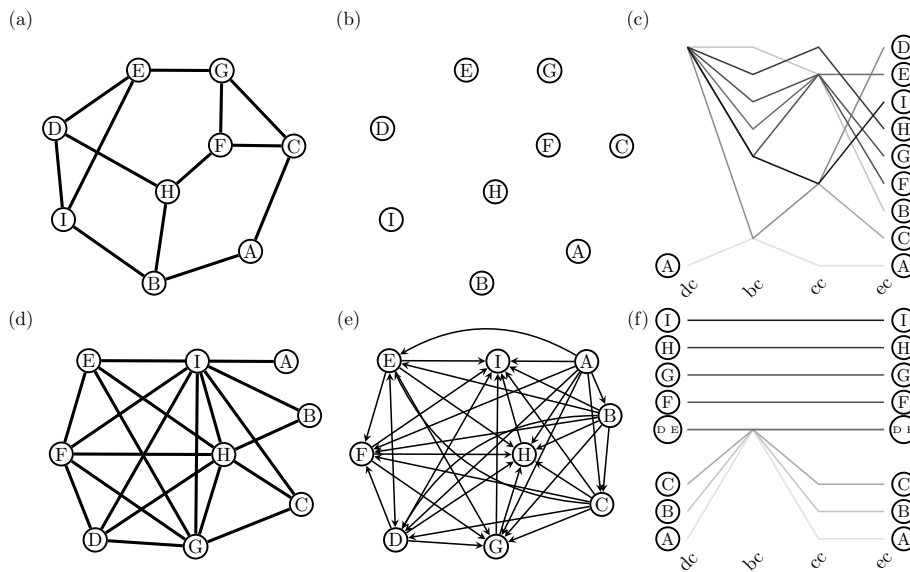 (a)
(b)
(c)
E G
D
F C
H
I
A
B
E G
D
F C
H
I
A
B
D
E
I
H
G
F
B
C
A A
dc bc cc ec
(d)
(e)
(f)
E I A
B
F H
C
D G
E I A
B
F H
C
D G
I I
H H
G G
F F
D E
C C
B B
A A
dc bc cc ec